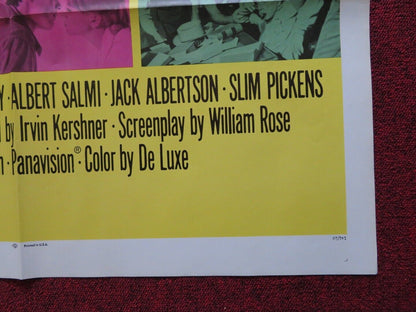 Y · ALBERT SALMI · JACK ALBERTSON · SLIM PICKENS
by Irvin Kershner · Screenplay by William Rose
Panavision® · Color by De Luxe